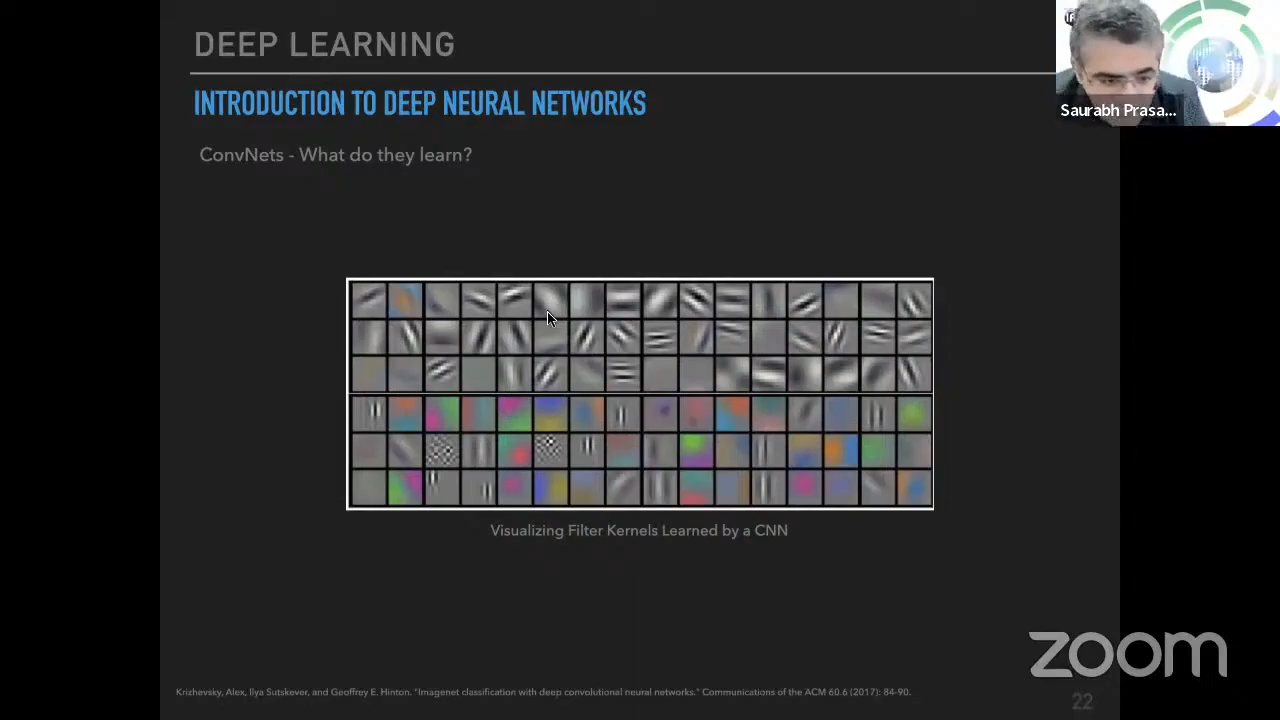 DEEP LEARNING
INTRODUCTION TO DEEP NEURAL NETWORKS
Saurabh Prasa...
ConvNets - What do they learn?
Visualizing Filter Kernels Learned by a CNN
zoom
Krizhevsky, Alex, Ilya Sutskever, and Geoffrey E. Hinton. "Imagenet classification with deep convolutional neural networks." Communications of the ACM 60.6 (2017): 84-90.
22